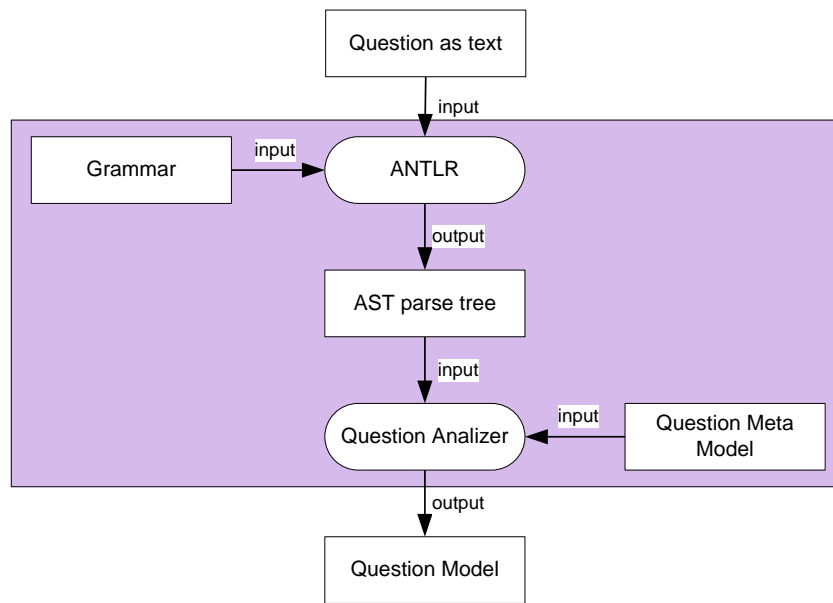 Question as text
input
Grammar
input
ANTLR
output
AST parse tree
input
Question Analizer
input
Question Meta
Model
output
Question Model